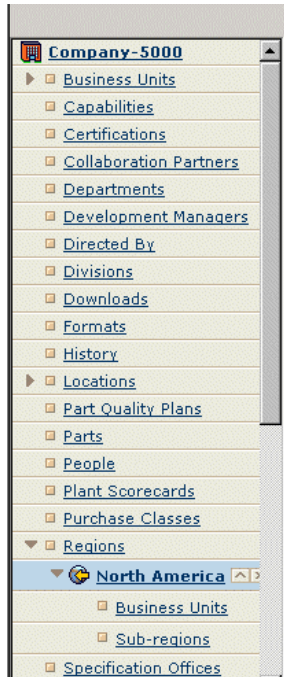 Company-5000
Business Units
Capabilities
Certifications
Collaboration Partners
Departments
Development Managers
Directed By
Divisions
Downloads
Formats
History
Locations
Part Quality Plans
Parts
People
Plant Scorecards
Purchase Classes
Regions
North America
Business Units
Sub-regions
Specification Offices